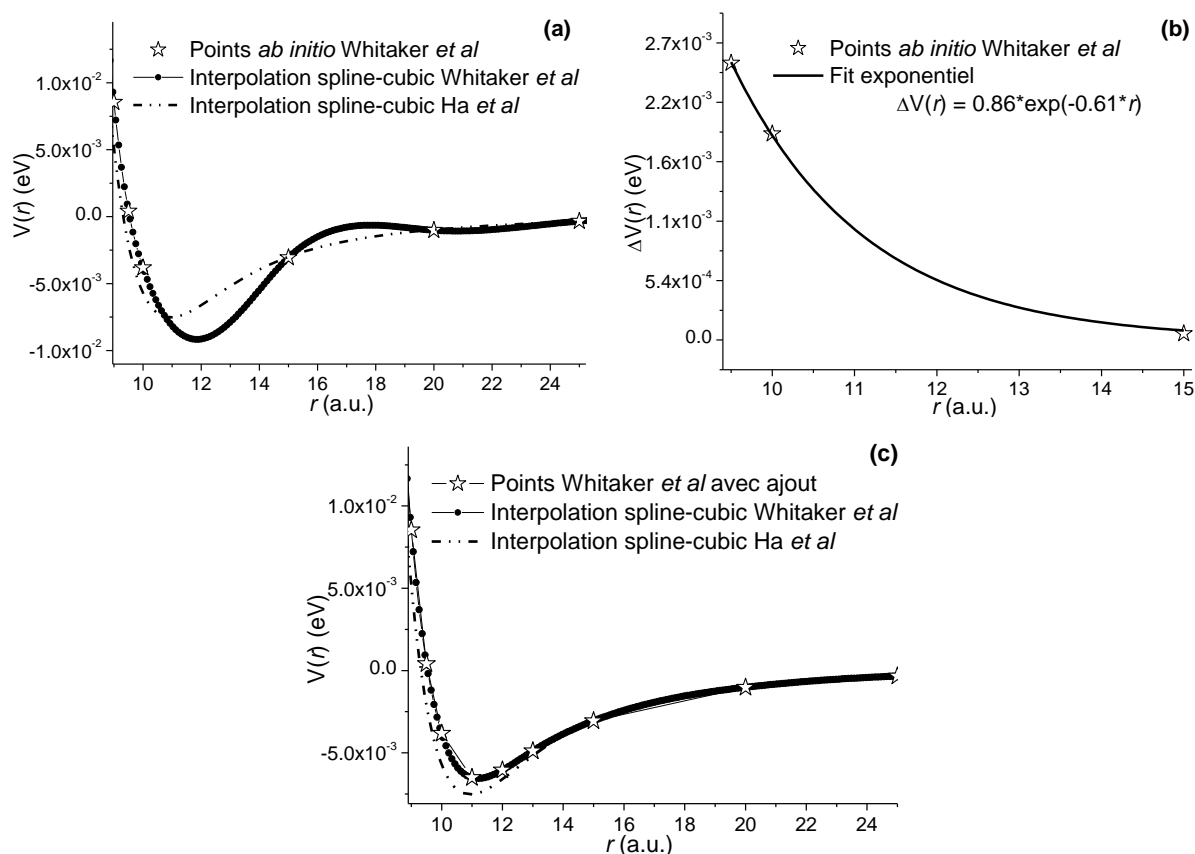 (a)
Points ab initio Whitaker et al
Interpolation spline-cubic Whitaker et al
Interpolation spline-cubic Ha et al
1.0x10⁻²
5.0x10⁻³
0.0
-5.0x10⁻³
-1.0x10⁻²
V(r) (eV)
10 12 14 16 18 20 22 24
r (a.u.)
(b)
Points ab initio Whitaker et al
Fit exponentiel
ΔV(r) = 0.86*exp(-0.61*r)
2.7x10⁻³
2.2x10⁻³
1.6x10⁻³
1.1x10⁻³
5.4x10⁻⁴
0.0
ΔV(r) (eV)
10 11 12 13 14 15
r (a.u.)
(c)
Points Whitaker et al avec ajout
Interpolation spline-cubic Whitaker et al
Interpolation spline-cubic Ha et al
1.0x10⁻²
5.0x10⁻³
0.0
-5.0x10⁻³
V(r) (eV)
10 12 14 16 18 20 22 24
r (a.u.)